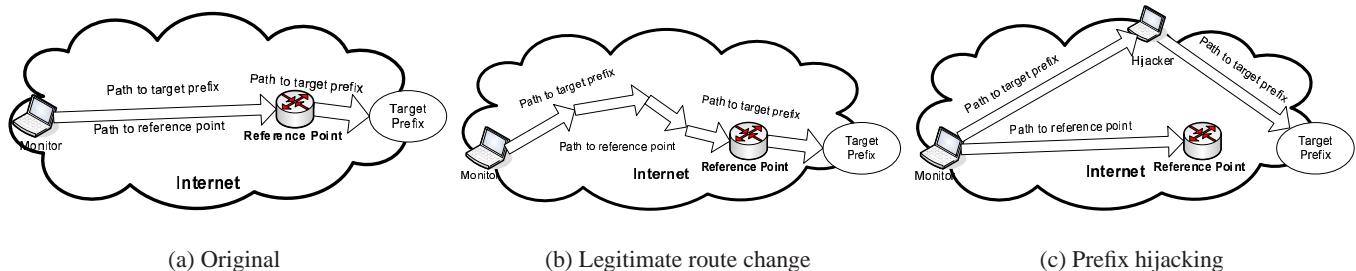 Path to target prefix
Path to target prefix
Path to reference point
Monitor
Reference Point
Target
Prefix
Internet
(a) Original
Path to target prefix
Path to target prefix
Path to reference point
Monitor
Reference Point
Target
Prefix
Internet
(b) Legitimate route change
Hijacker
Path to target prefix
Path to target prefix
Path to reference point
Monitor
Reference Point
Target
Prefix
Internet
(c) Prefix hijacking